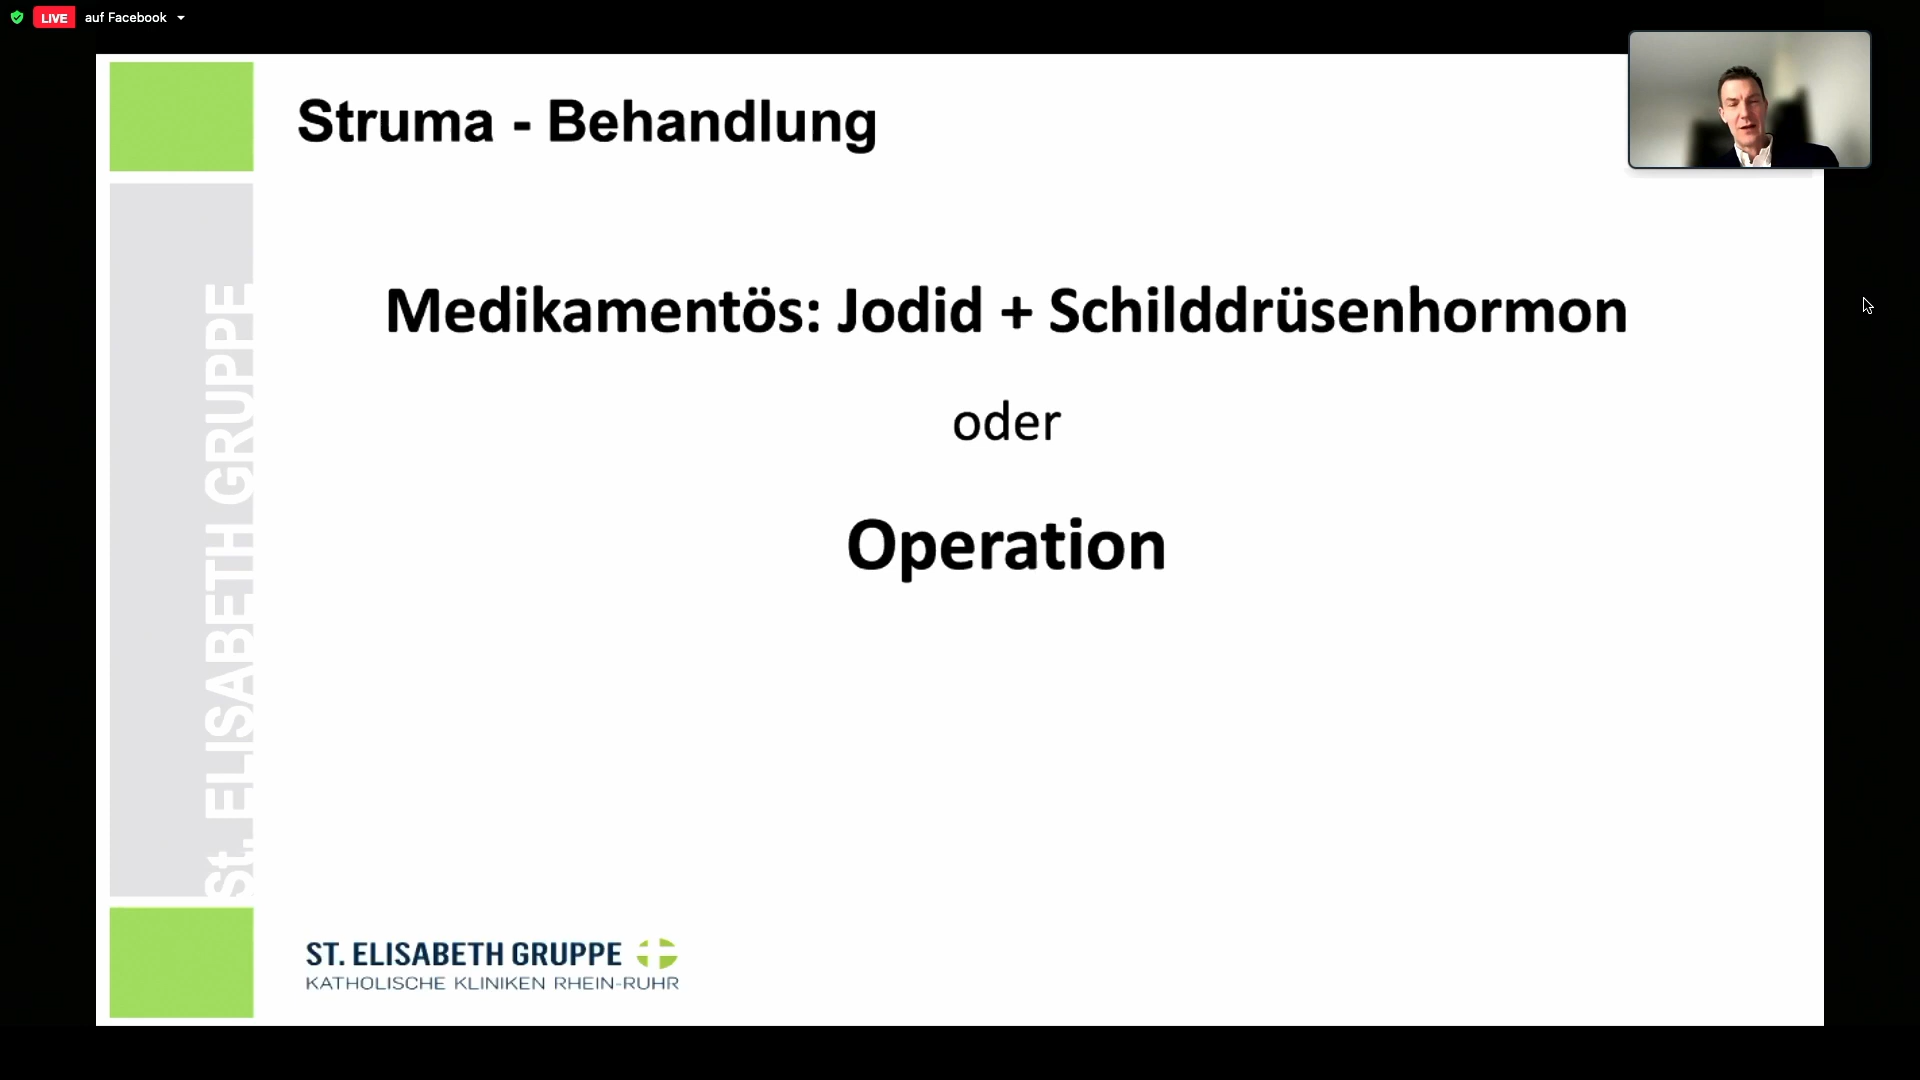 LIVE auf Facebook
Struma - Behandlung
Medikamentös: Jodid + Schilddrüsenhormon
oder
Operation
St. ELISABETH GRUPPE
ST. ELISABETH GRUPPE
KATHOLISCHE KLINIKEN RHEIN-RUHR